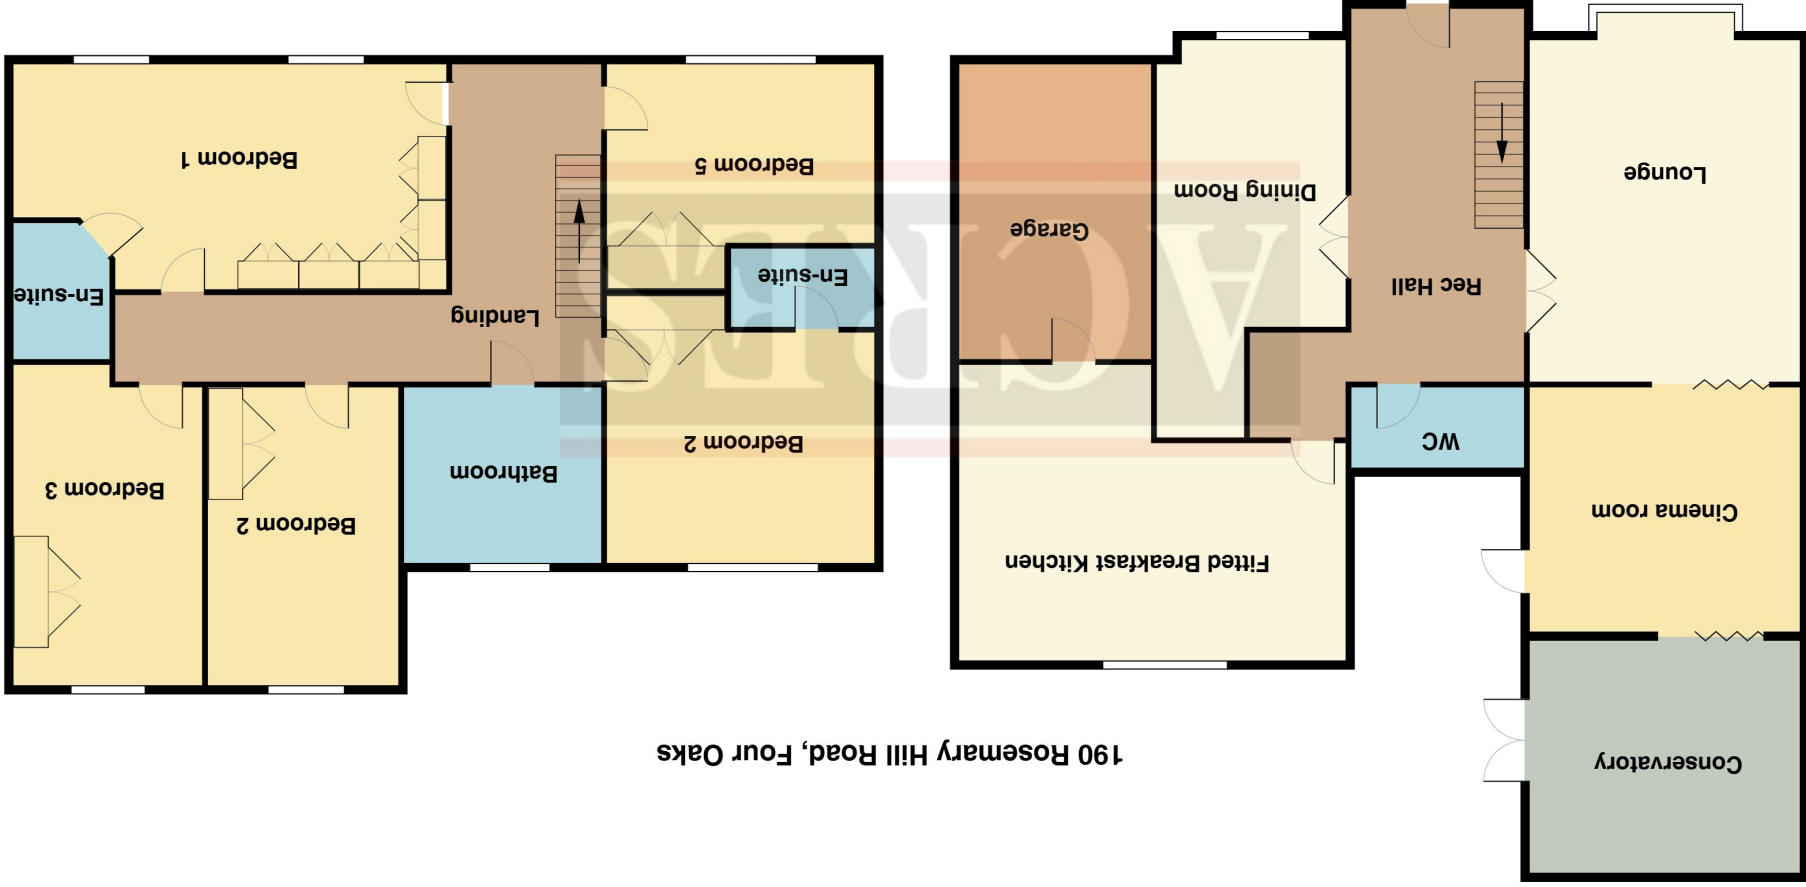 190 Rosemary Hill Road, Four Oaks
Conservatory
Cinema room
Fitted Breakfast Kitchen
WC
Rec Hall
Garage
Dining Room
Lounge
Bedroom 2
Bathroom
Bedroom 2
Bedroom 3
Landing
En-suite
En-suite
Bedroom 5
Bedroom 1
ACRES